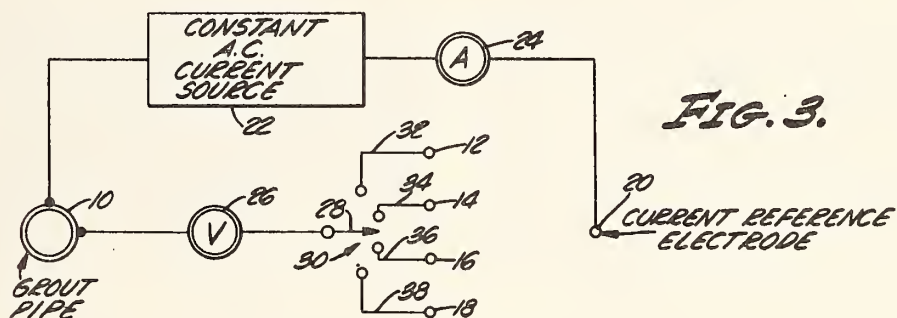 CONSTANT
A.C.
CURRENT
SOURCE
22
A
24
FIG. 3.
10
26
V
28
30
32
12
34
14
36
16
38
18
20
CURRENT REFERENCE
ELECTRODE
GROUT
PIPE